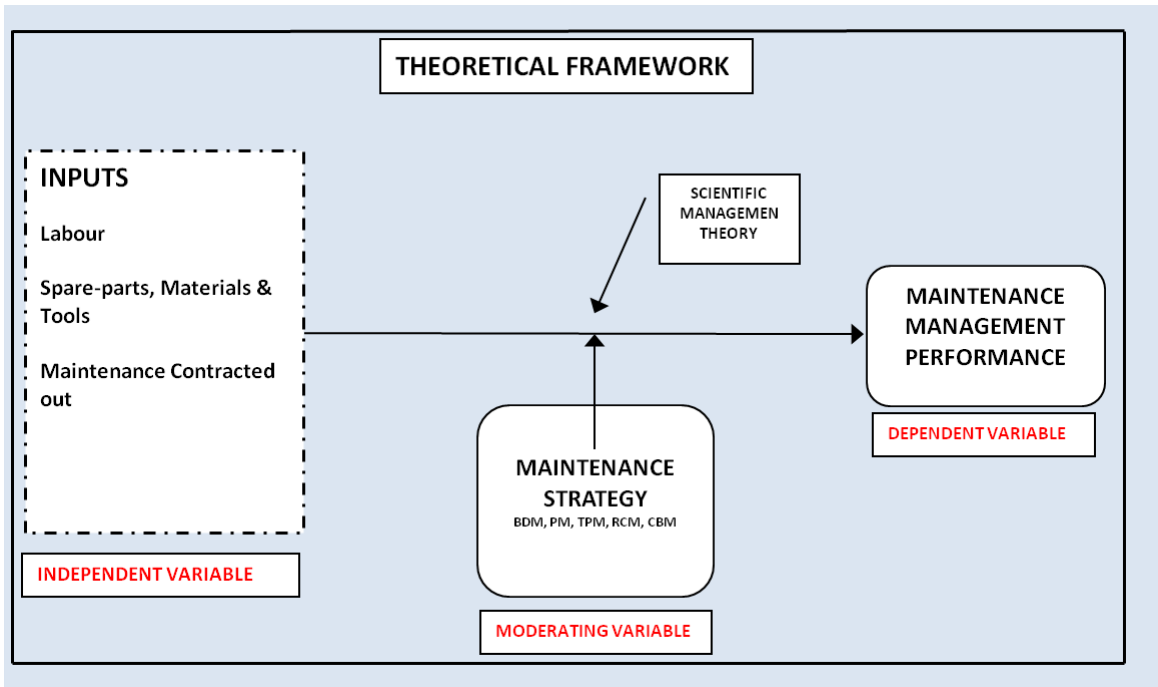 THEORETICAL FRAMEWORK
INPUTS
Labour
Spare-parts, Materials &
Tools
Maintenance Contracted
out
INDEPENDENT VARIABLE
SCIENTIFIC
MANAGEMEN
THEORY
MAINTENANCE
STRATEGY
BDM, PM, TPM, RCM, CBM
MODERATING VARIABLE
MAINTENANCE
MANAGEMENT
PERFORMANCE
DEPENDENT VARIABLE